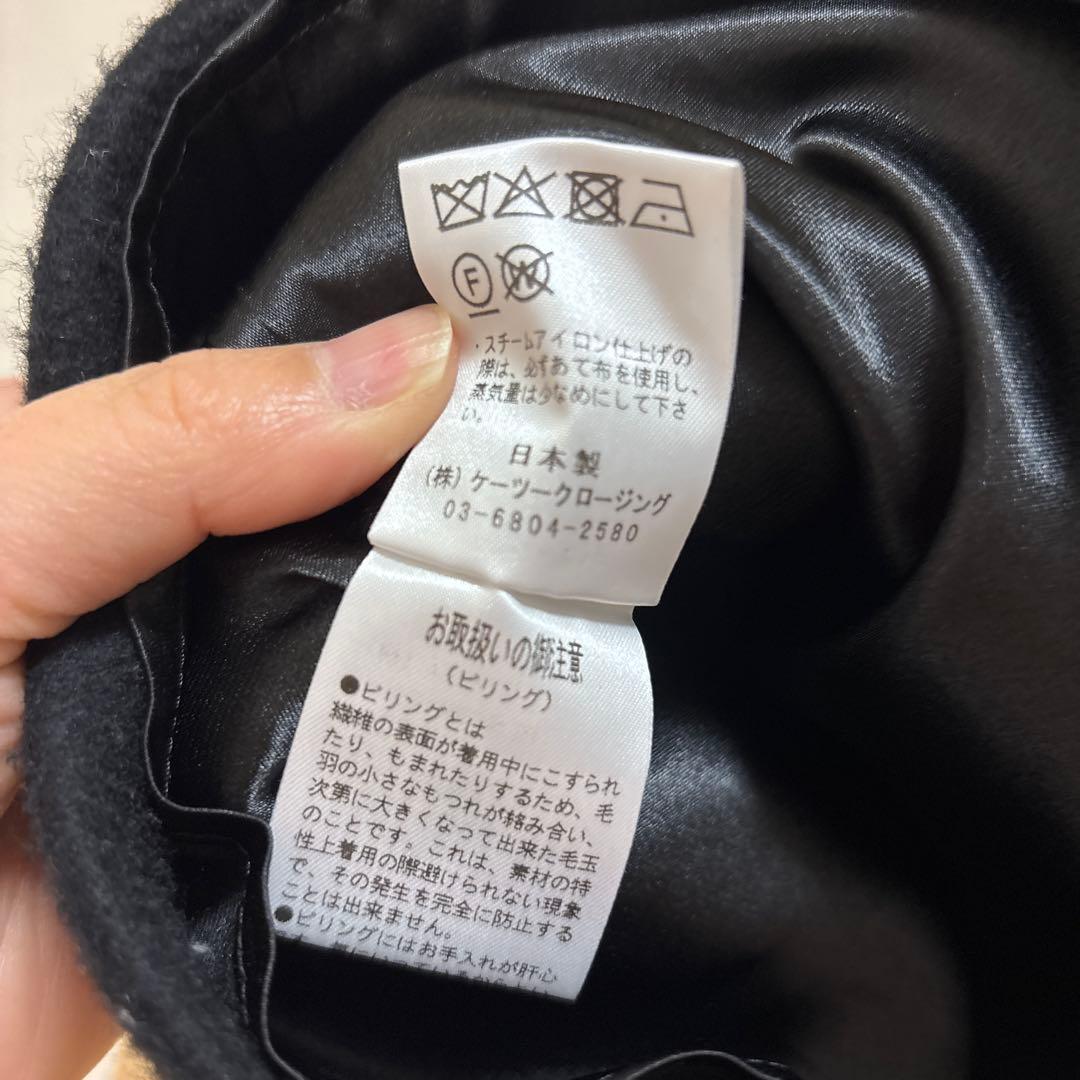 F
W
・スチームアイロン仕上げの
際は、必ずあて布を使用し、
蒸気量は少なめにして下さ
い。
日本製
(株)ケーツークロージング
03-6804-2580
お取扱いの御注意
(ピリング)
●ピリングとは
繊維の表面が着用中にこすられ
たり、もまれたりするため、毛
羽の小さなもつれが絡み合い、
次第に大きくなって出来た毛玉
のことです。これは、素材の特
性上着用の際避けられない現象
で、その発生を完全に防止する
ことは出来ません。
●ピリングにはお手入れが肝心